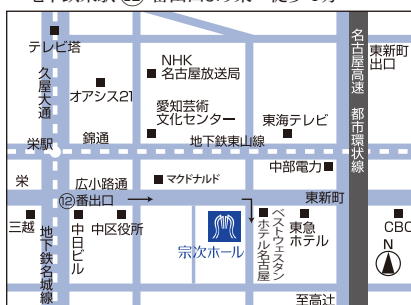 地下鉄栄駅 ⑫番出口より東へ徒歩5分
テレビ塔
久屋大通
NHK
名古屋放送局
オアシス21
愛知芸術
文化センター
東海テレビ
名古屋高速 都市環状線
東新町
出口
栄駅
錦通
地下鉄東山線
中部電力
栄
広小路通
マクドナルド
東新町
⑫番出口
三越
地下鉄名城線
中日ビル
中区役所
宗次ホール
ベストウェスタン
ホテル名古屋
東急
ホテル
CBC
N
至高辻